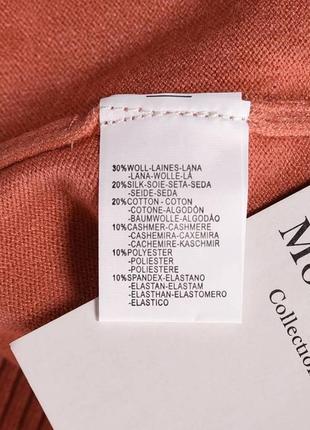 30%WOLL-LAINES-LANA
-LANA-WOLLE-LÃ
20%SILK-SOIE-SETA-SEDA
-SEIDE-SEDA
20%COTTON - COTON
-COTONE-ALGODÓN
-BAUMWOLLE-ALGODÃO
10%CASHMER-CASHMERE
-CASHEMIRA-CAXEMIRA
-CACHEMIRE-KASCHMIR
10%POLYESTER
-POLIESTER
-POLIESTERE
10%SPANDEX-ELASTANO
-ELASTAN-ELASTAM
-ELASTHAN-ELASTOMERO
-ELASTICO
Collection